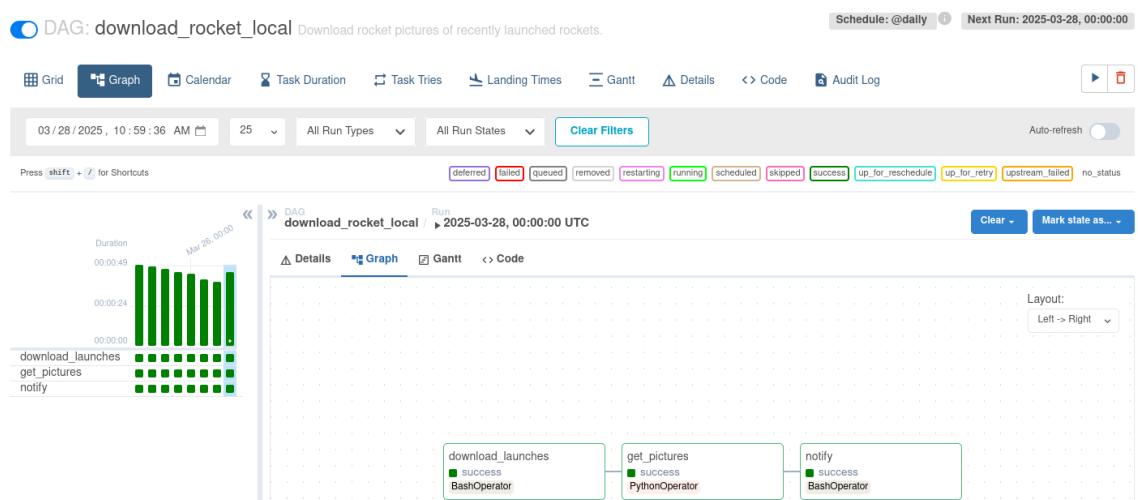 DAG: download_rocket_local Download rocket pictures of recently launched rockets.
Schedule: @daily Next Run: 2025-03-28, 00:00:00
Grid Graph Calendar Task Duration Task Tries Landing Times Gantt Details <> Code Audit Log
03/28/2025, 10:59:36 AM 25 All Run Types All Run States Clear Filters Auto-refresh
Press shift + / for Shortcuts deferred failed queued removed restarting running scheduled skipped success up_for_reschedule up_for_retry upstream_failed no_status
DAG Run
download_rocket_local / 2025-03-28, 00:00:00 UTC Clear Mark state as...
Details Graph Gantt <> Code
Mar 26, 00:00
Duration
00:00:49
00:00:24
00:00:00
download_launches
get_pictures
notify
Layout:
Left -> Right
download_launches
success
BashOperator
get_pictures
success
PythonOperator
notify
success
BashOperator